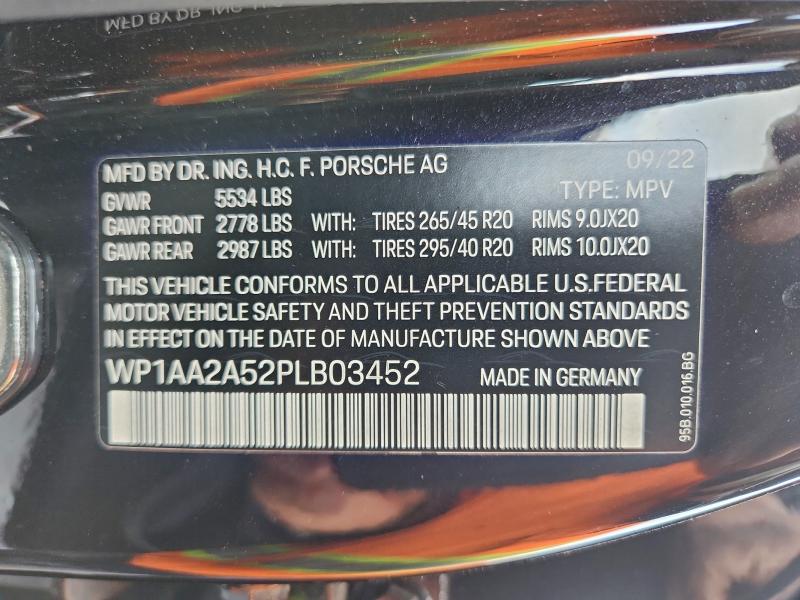 MFD BY DR. ING. H.C. F. PORSCHE AG 09/22
GVWR 5534 LBS TYPE: MPV
GAWR FRONT 2778 LBS WITH: TIRES 265/45 R20 RIMS 9.0JX20
GAWR REAR 2987 LBS WITH: TIRES 295/40 R20 RIMS 10.0JX20
THIS VEHICLE CONFORMS TO ALL APPLICABLE U.S.FEDERAL
MOTOR VEHICLE SAFETY AND THEFT PREVENTION STANDARDS
IN EFFECT ON THE DATE OF MANUFACTURE SHOWN ABOVE
WP1AA2A52PLB03452 MADE IN GERMANY
95B.010.016.BG